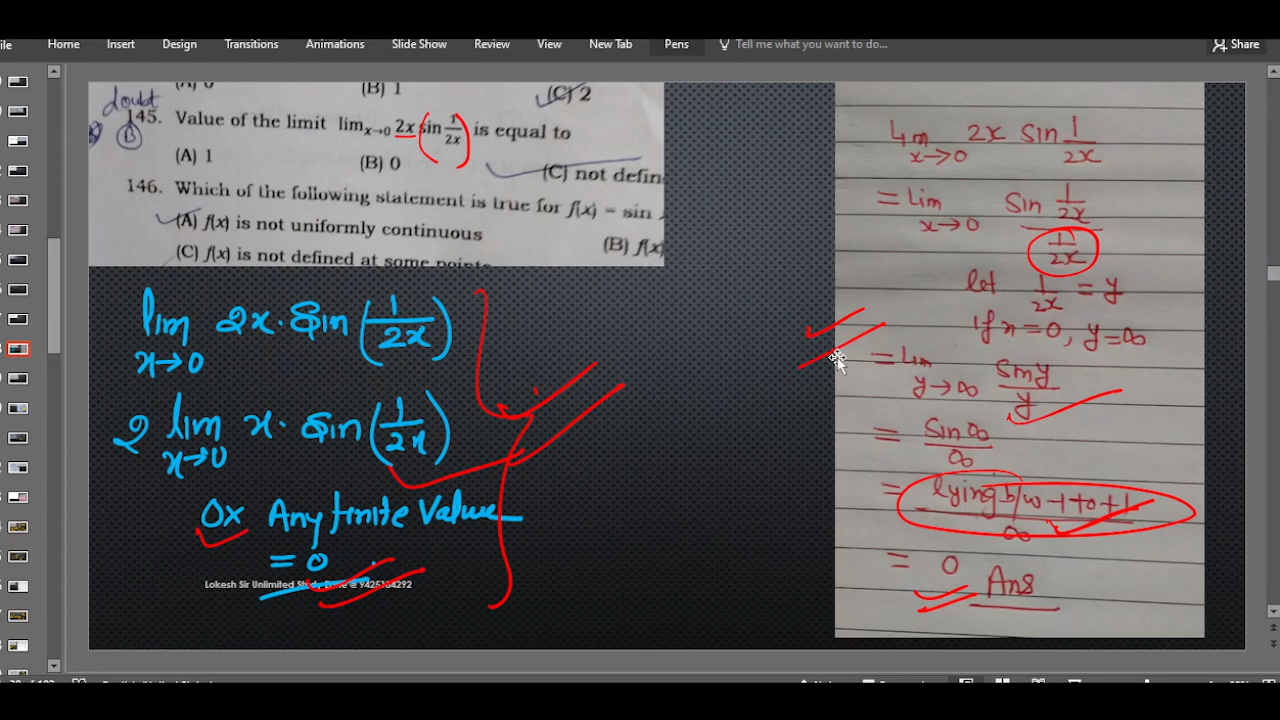 File Home Insert Design Transitions Animations Slide Show Review View New Tab Pens Tell me what you want to do... Share
doubt
(B) 1
(C) 2
145. Value of the limit lim x→0 2x sin 1/2x is equal to
(B)
(A) 1
(B) 0
(C) not defin
146. Which of the following statement is true for f(x) = sin
(A) f(x) is not uniformly continuous
(B) f(x)
(C) f(x) is not defined at some points
lim x→0 2x. Sin(1/2x)
2 lim x→0 x. Sin(1/2x)
0x Any finite Value
= 0
Lokesh Sir Unlimited Study Zone @ 9425184292
Lim x→0 2x Sin 1/2x
= Lim x→0 Sin 1/2x / 1/2x
let 1/2x = y
if x=0, y=∞
= Lim y→∞ Sin y / y
= Sin ∞ / ∞
= lying b/w -1 to +1 / ∞
= 0 Ans